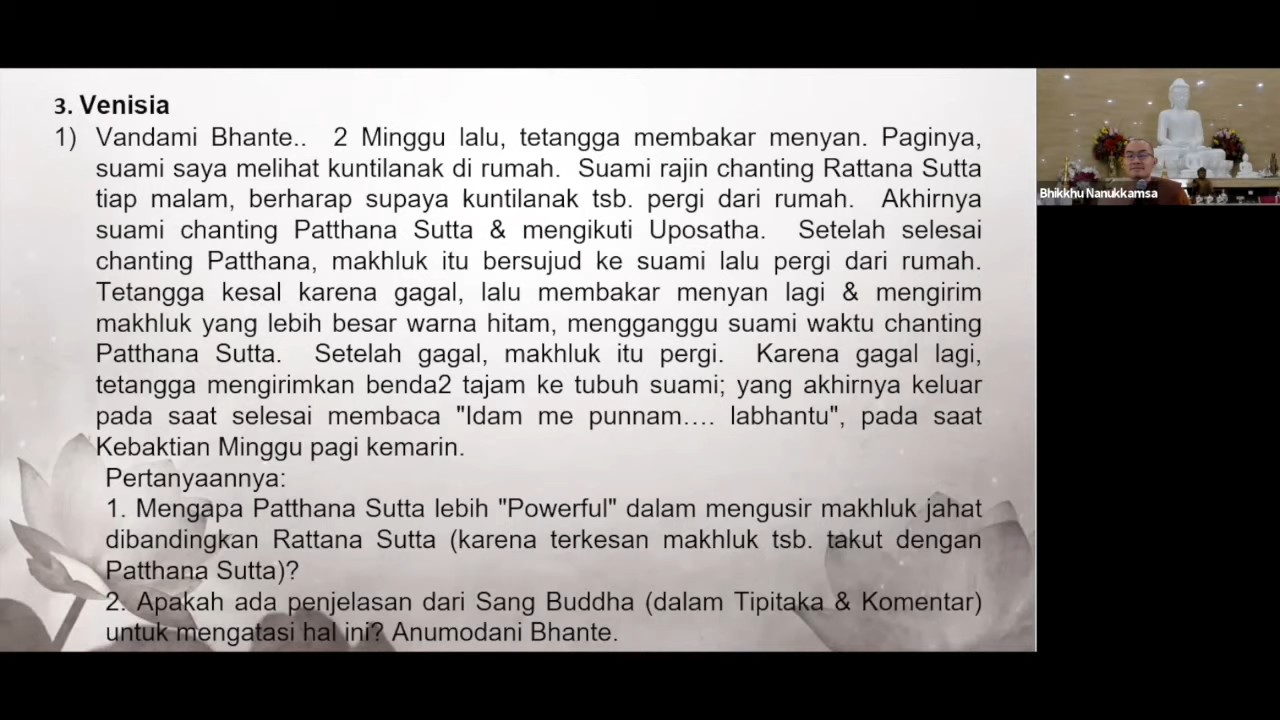 3. Venisia
1) Vandami Bhante.. 2 Minggu lalu, tetangga membakar menyan. Paginya,
suami saya melihat kuntilanak di rumah. Suami rajin chanting Rattana Sutta
tiap malam, berharap supaya kuntilanak tsb. pergi dari rumah. Akhirnya
suami chanting Patthana Sutta & mengikuti Uposatha. Setelah selesai
chanting Patthana, makhluk itu bersujud ke suami lalu pergi dari rumah.
Tetangga kesal karena gagal, lalu membakar menyan lagi & mengirim
makhluk yang lebih besar warna hitam, mengganggu suami waktu chanting
Patthana Sutta. Setelah gagal, makhluk itu pergi. Karena gagal lagi,
tetangga mengirimkan benda2 tajam ke tubuh suami; yang akhirnya keluar
pada saat selesai membaca "Idam me punnam.... labhantu", pada saat
Kebaktian Minggu pagi kemarin.
Pertanyaannya:
1. Mengapa Patthana Sutta lebih "Powerful" dalam mengusir makhluk jahat
dibandingkan Rattana Sutta (karena terkesan makhluk tsb. takut dengan
Patthana Sutta)?
2. Apakah ada penjelasan dari Sang Buddha (dalam Tipitaka & Komentar)
untuk mengatasi hal ini? Anumodani Bhante.
Bhikkhu Nanukkamsa